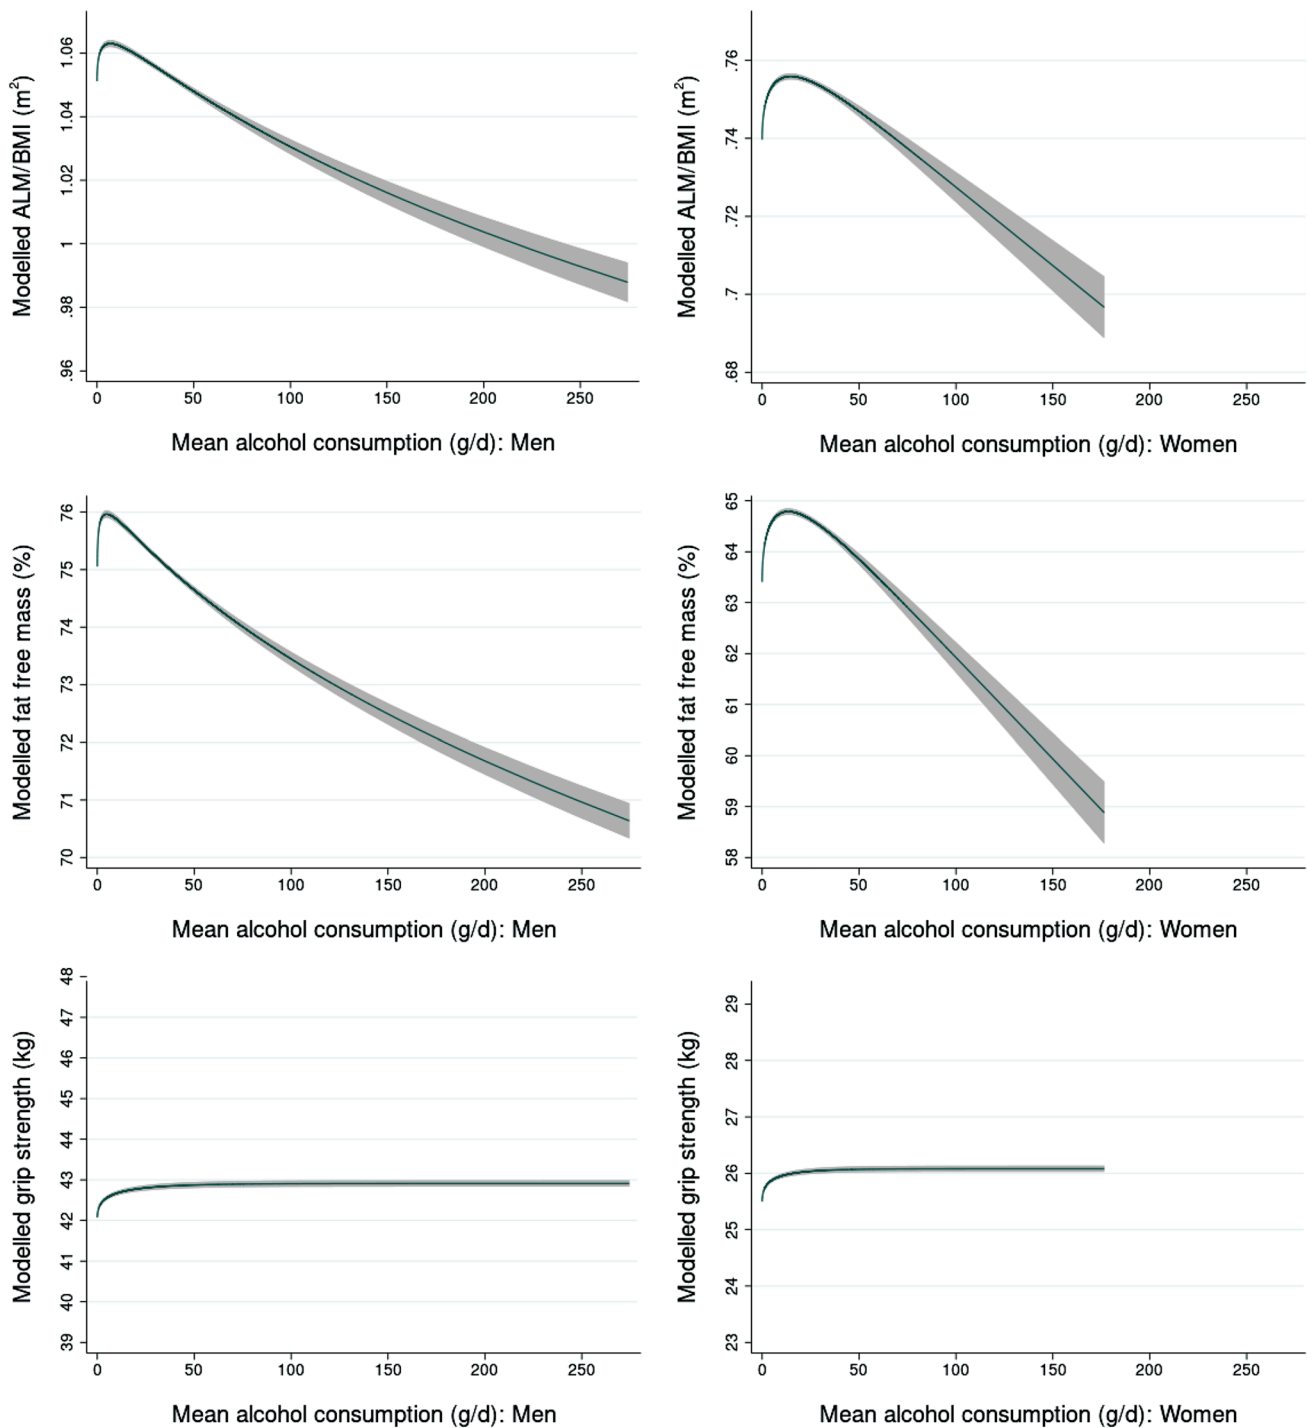 Modelled ALM/BMI (m²)
1.06
1.04
1.02
1
.98
.96
0 50 100 150 200 250
Mean alcohol consumption (g/d): Men
Modelled ALM/BMI (m²)
.76
.74
.72
.7
.68
0 50 100 150 200 250
Mean alcohol consumption (g/d): Women
Modelled fat free mass (%)
76
75
74
73
72
71
70
0 50 100 150 200 250
Mean alcohol consumption (g/d): Men
Modelled fat free mass (%)
65
64
63
62
61
60
59
58
0 50 100 150 200 250
Mean alcohol consumption (g/d): Women
Modelled grip strength (kg)
48
47
46
45
44
43
42
41
40
39
0 50 100 150 200 250
Mean alcohol consumption (g/d): Men
Modelled grip strength (kg)
29
28
27
26
25
24
23
0 50 100 150 200 250
Mean alcohol consumption (g/d): Women